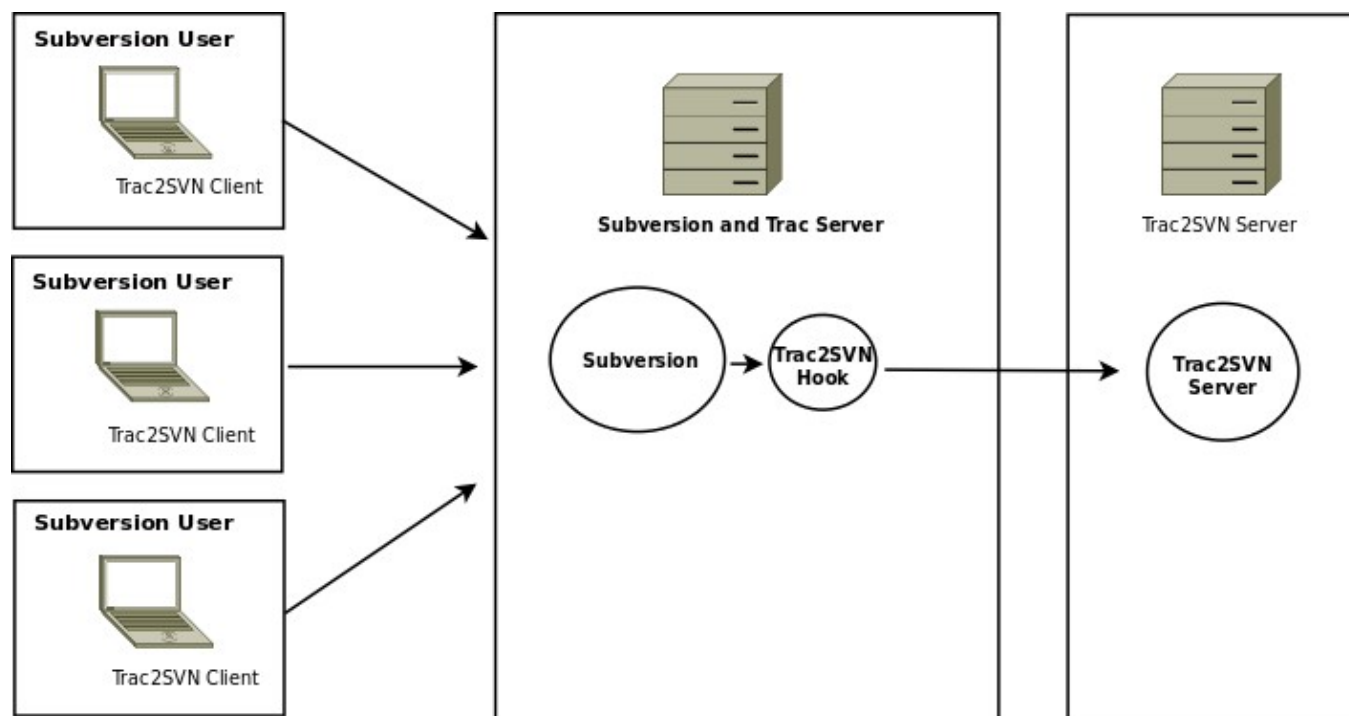 Subversion User
Trac2SVN Client
Subversion User
Trac2SVN Client
Subversion User
Trac2SVN Client
Subversion and Trac Server
Subversion
Trac2SVN
Hook
Trac2SVN Server
Trac2SVN
Server